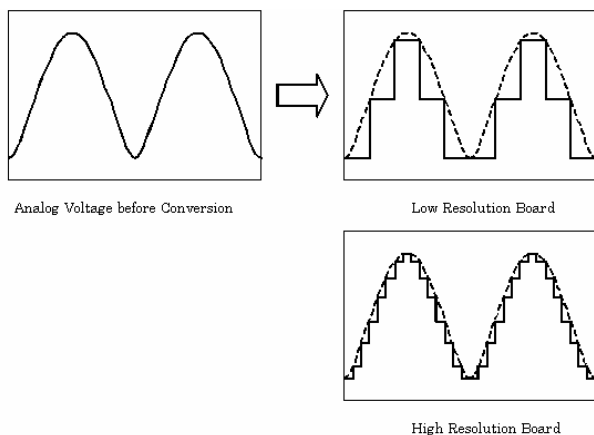 Analog Voltage before Conversion
Low Resolution Board
High Resolution Board